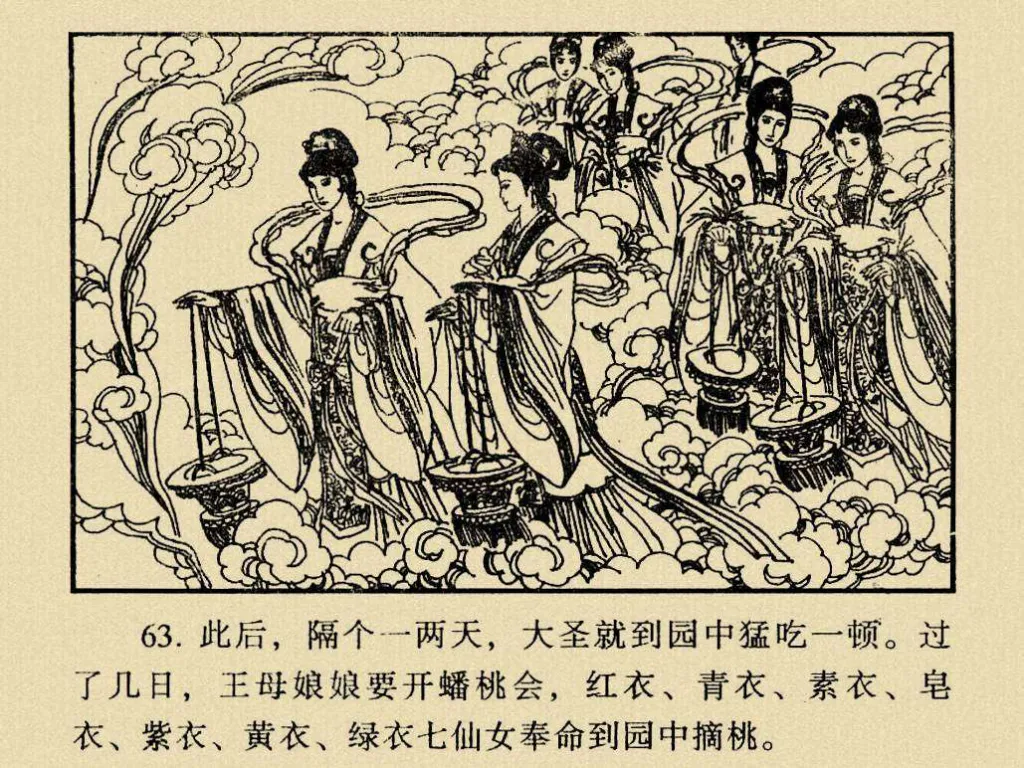 63. 此后，隔个一两天，大圣就到园中猛吃一顿。过
了几日，王母娘娘要开蟠桃会，红衣、青衣、素衣、皂
衣、紫衣、黄衣、绿衣七仙女奉命到园中摘桃。